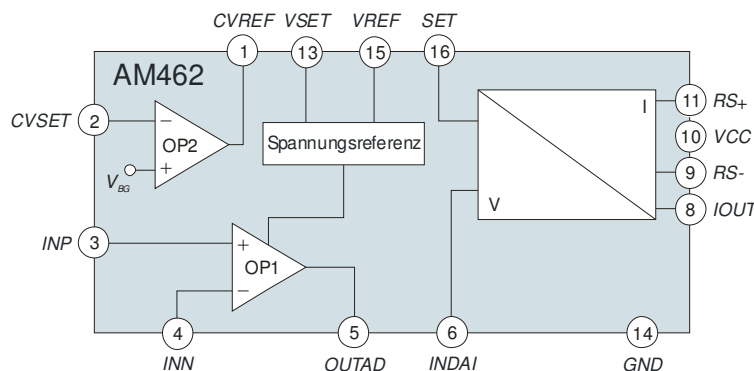 CVREF VSET VREF SET
1 13 15 16
AM462
CVSET 2 − OP2 + V_BG
Spannungsreferenz
I
V
11 RS+
10 VCC
9 RS-
8 IOUT
INP 3 + OP1 −
4 5 6 14
INN OUTAD INDAI GND